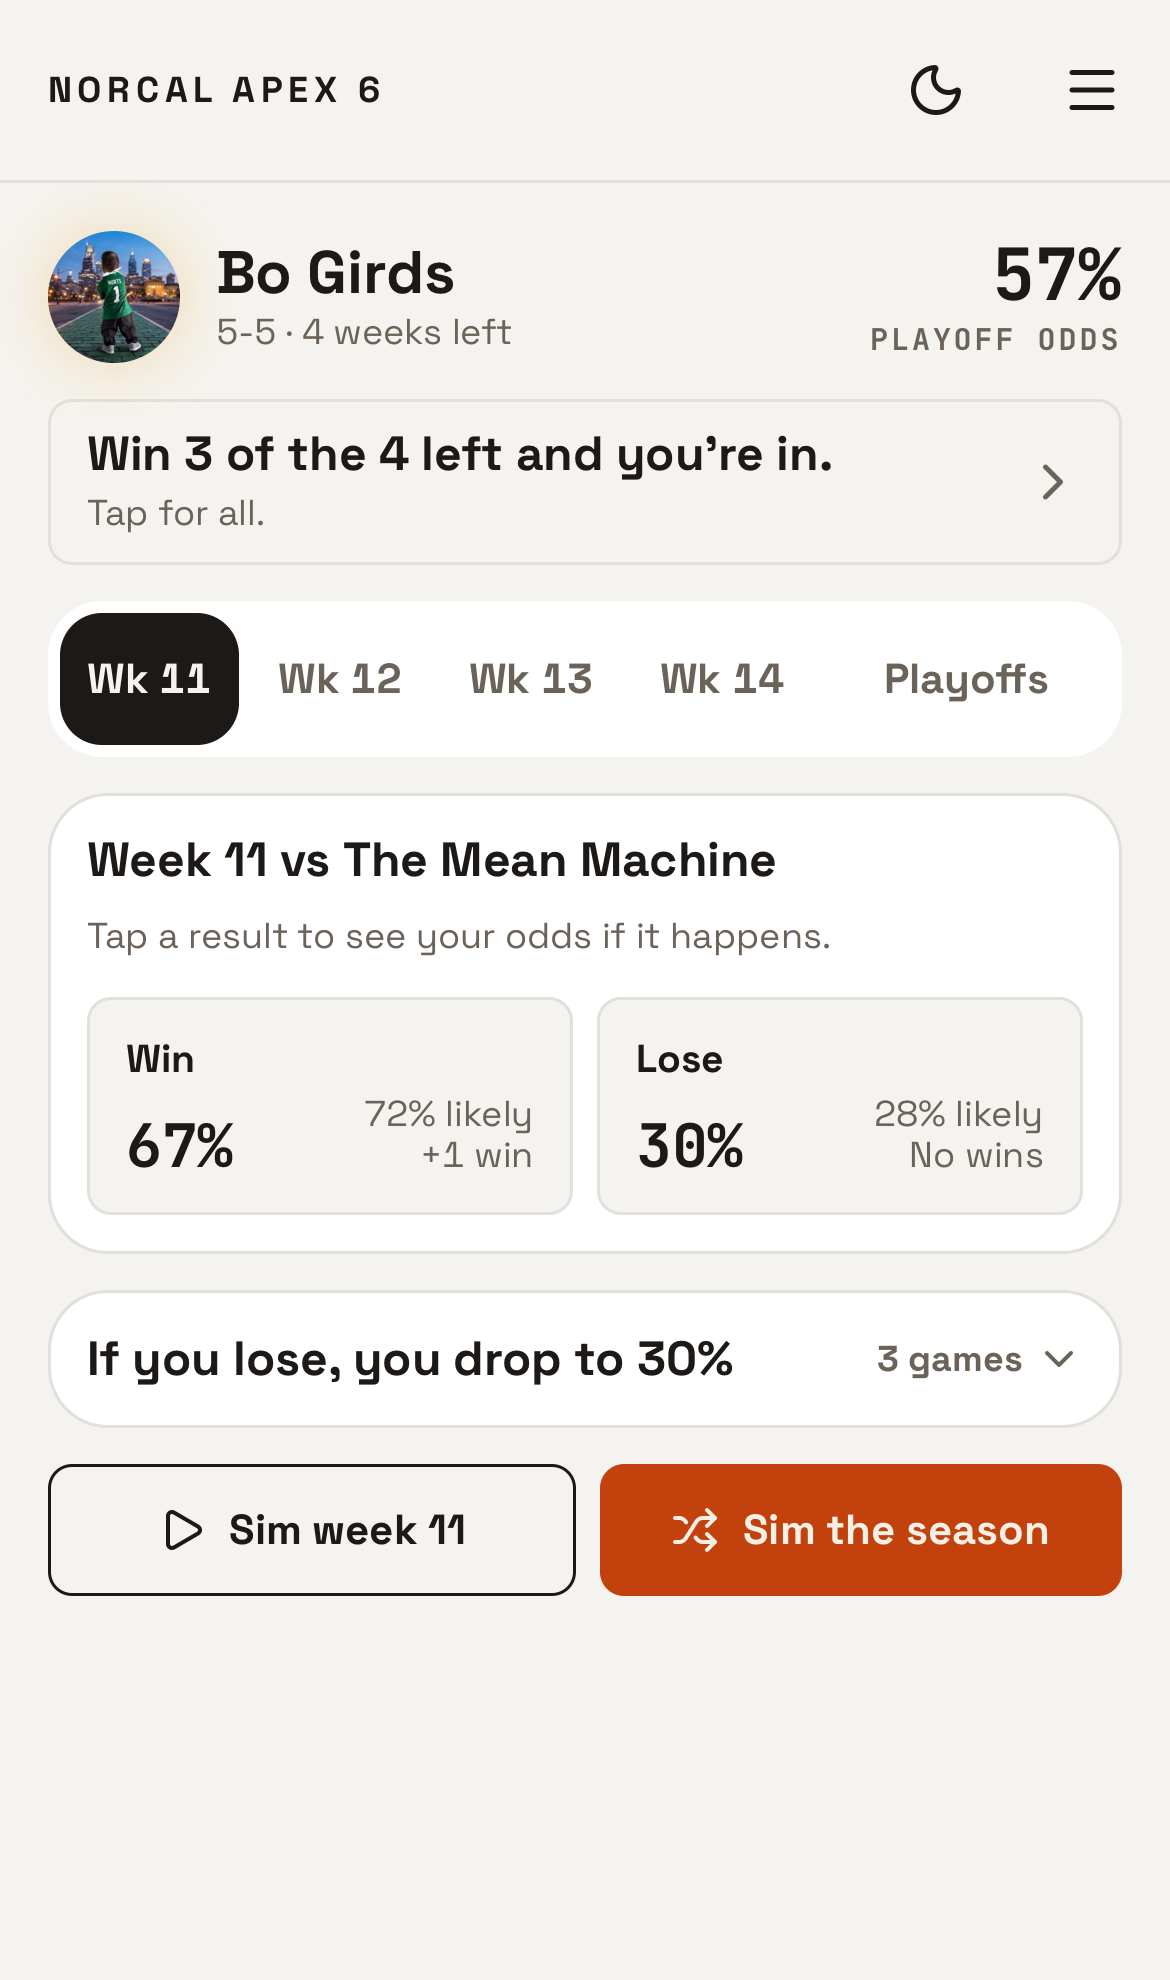 NORCAL APEX 6
Bo Girds
5-5 · 4 weeks left
57%
PLAYOFF ODDS
Win 3 of the 4 left and you’re in.
Tap for all.
Wk 11
Wk 12
Wk 13
Wk 14
Playoffs
Week 11 vs The Mean Machine
Tap a result to see your odds if it happens.
Win
67%
72% likely
+1 win
Lose
30%
28% likely
No wins
If you lose, you drop to 30%
3 games
Sim week 11
Sim the season